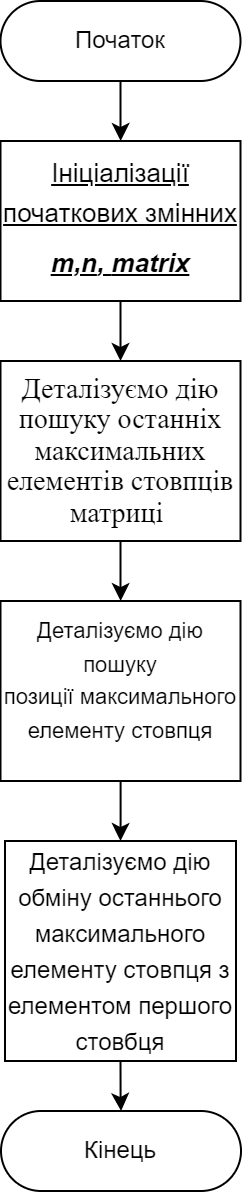 Початок
Ініціалізації
початкових змінних
m,n, matrix
Деталізуємо дію
пошуку останніх
максимальних
елементів стовпців
матриці
Деталізуємо дію
пошуку
позиції максимального
елементу стовпця
Деталізуємо дію
обміну останнього
максимального
елементу стовпця з
елементом першого
стовбця
Кінець